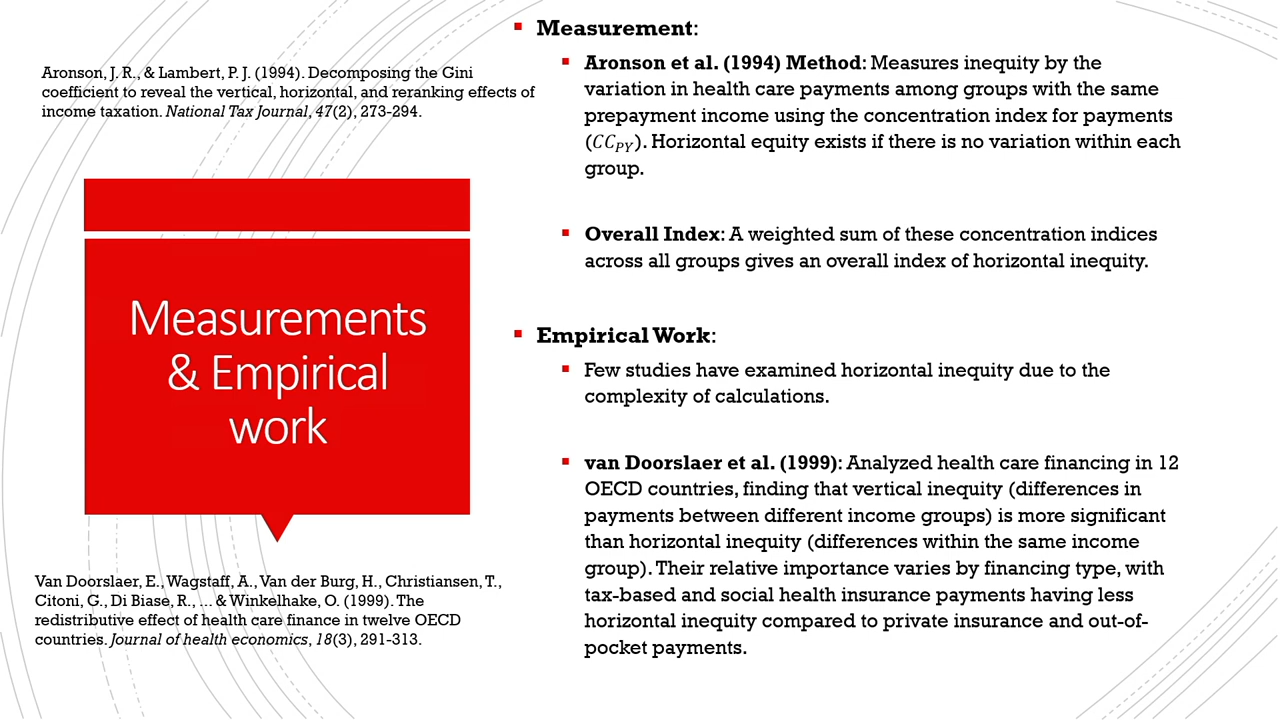 Aronson, J. R., & Lambert, P. J. (1994). Decomposing the Gini
coefficient to reveal the vertical, horizontal, and reranking effects of
income taxation. National Tax Journal, 47(2), 273-294.
Measurements
& Empirical
work
Van Doorslaer, E., Wagstaff, A., Van der Burg, H., Christiansen, T.,
Citoni, G., Di Biase, R., ... & Winkelhake, O. (1999). The
redistributive effect of health care finance in twelve OECD
countries. Journal of health economics, 18(3), 291-313.
Measurement:
Aronson et al. (1994) Method: Measures inequity by the
variation in health care payments among groups with the same
prepayment income using the concentration index for payments
(CC_PY). Horizontal equity exists if there is no variation within each
group.
Overall Index: A weighted sum of these concentration indices
across all groups gives an overall index of horizontal inequity.
Empirical Work:
Few studies have examined horizontal inequity due to the
complexity of calculations.
van Doorslaer et al. (1999): Analyzed health care financing in 12
OECD countries, finding that vertical inequity (differences in
payments between different income groups) is more significant
than horizontal inequity (differences within the same income
group). Their relative importance varies by financing type, with
tax-based and social health insurance payments having less
horizontal inequity compared to private insurance and out-of-
pocket payments.